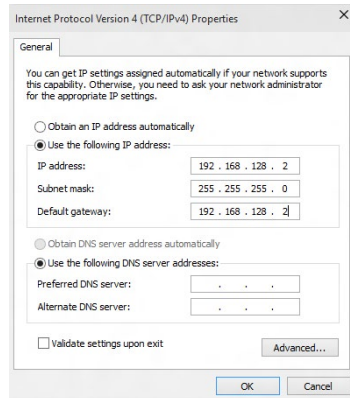 Internet Protocol Version 4 (TCP/IPv4) Properties
General
You can get IP settings assigned automatically if your network supports
this capability. Otherwise, you need to ask your network administrator
for the appropriate IP settings.
Obtain an IP address automatically
Use the following IP address:
IP address: 192 . 168 . 128 . 2
Subnet mask: 255 . 255 . 255 . 0
Default gateway: 192 . 168 . 128 . 2
Obtain DNS server address automatically
Use the following DNS server addresses:
Preferred DNS server: . . .
Alternate DNS server: . . .
Validate settings upon exit
Advanced...
OK Cancel